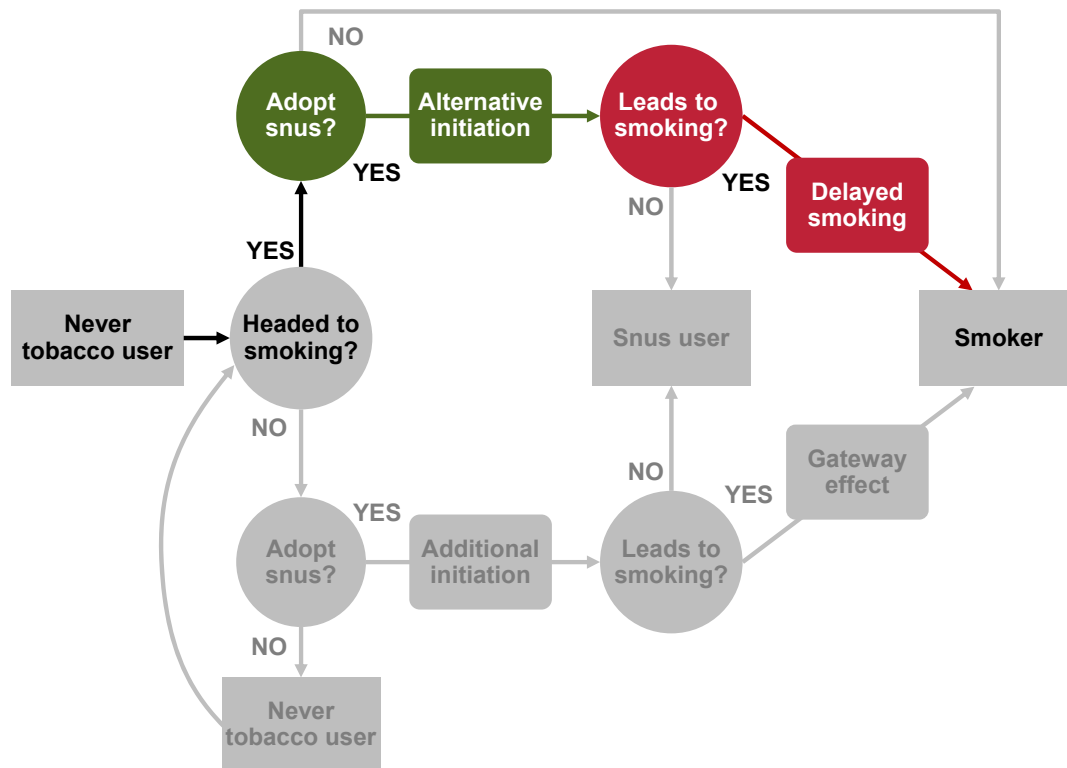 NO
Adopt
snus?
Alternative
initiation
Leads to
smoking?
YES
YES
NO
Delayed
smoking
YES
Never
tobacco user
Headed to
smoking?
Snus user
Smoker
NO
Gateway
effect
NO
YES
YES
Adopt
snus?
Additional
initiation
Leads to
smoking?
NO
Never
tobacco user